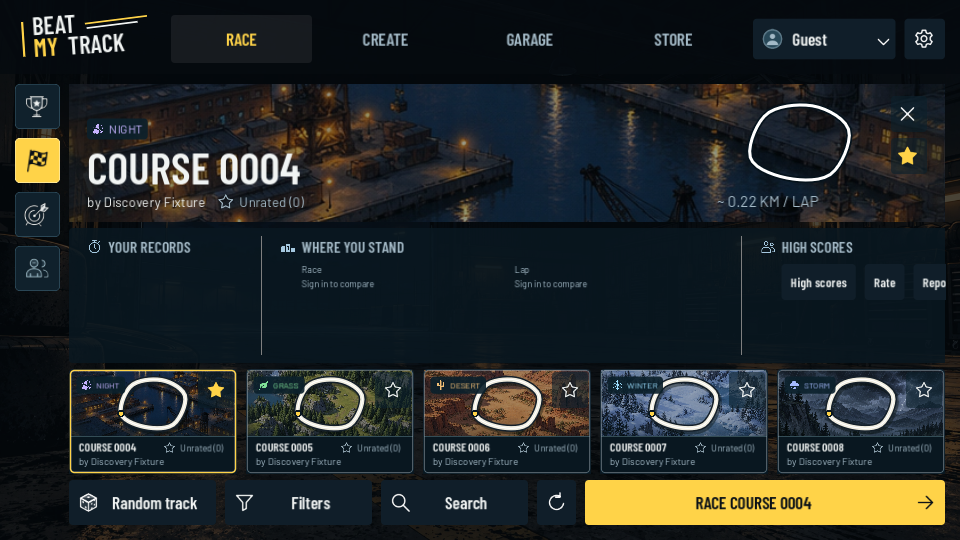 BEAT
MY TRACK
RACE
CREATE
GARAGE
STORE
Guest
NIGHT
COURSE 0004
by Discovery Fixture
Unrated (0)
~ 0.22 KM / LAP
YOUR RECORDS
WHERE YOU STAND
Race
Sign in to compare
Lap
Sign in to compare
HIGH SCORES
High scores
Rate
Repo
NIGHT
COURSE 0004
Unrated (0)
by Discovery Fixture
GRASS
COURSE 0005
Unrated (0)
by Discovery Fixture
DESERT
COURSE 0006
Unrated (0)
by Discovery Fixture
WINTER
COURSE 0007
Unrated (0)
by Discovery Fixture
STORM
COURSE 0008
Unrated (0)
by Discovery Fixture
Random track
Filters
Search
RACE COURSE 0004